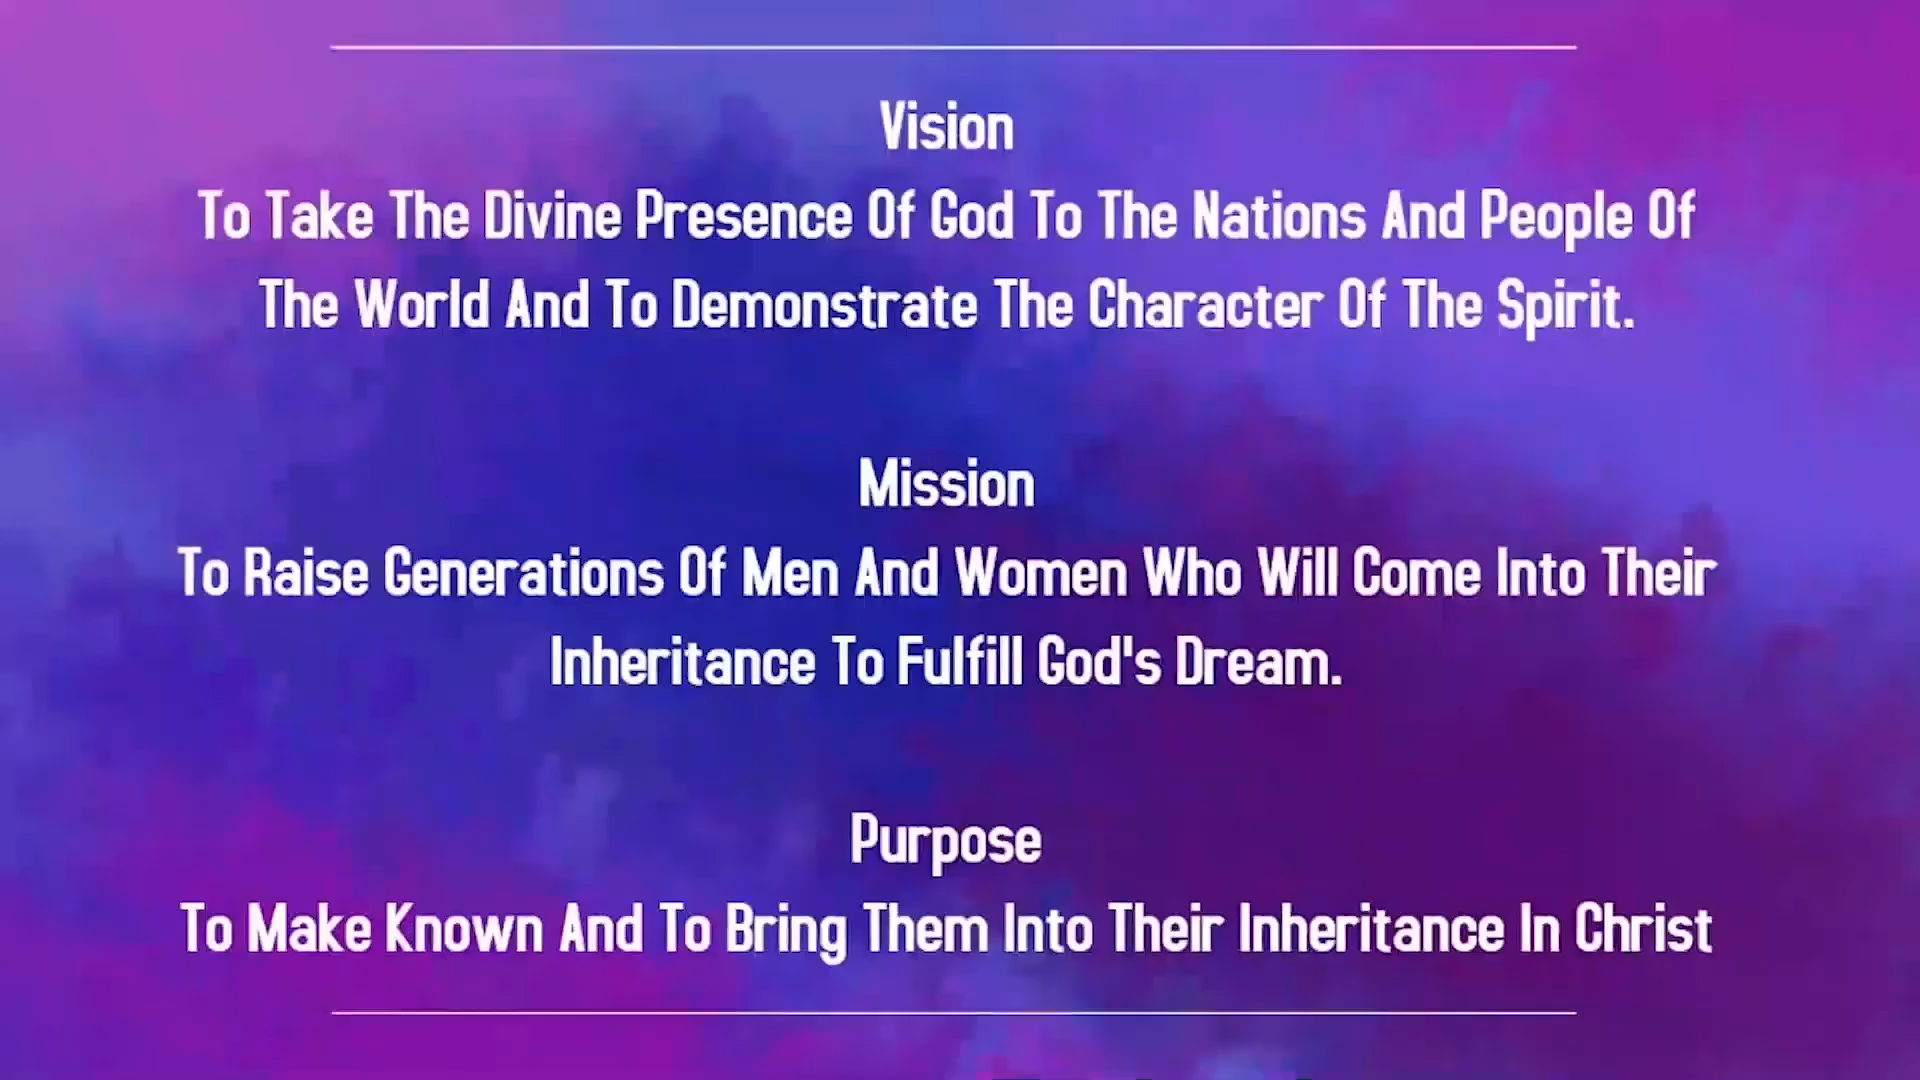 Vision
To Take The Divine Presence Of God To The Nations And People Of
The World And To Demonstrate The Character Of The Spirit.
Mission
To Raise Generations Of Men And Women Who Will Come Into Their
Inheritance To Fulfill God's Dream.
Purpose
To Make Known And To Bring Them Into Their Inheritance In Christ